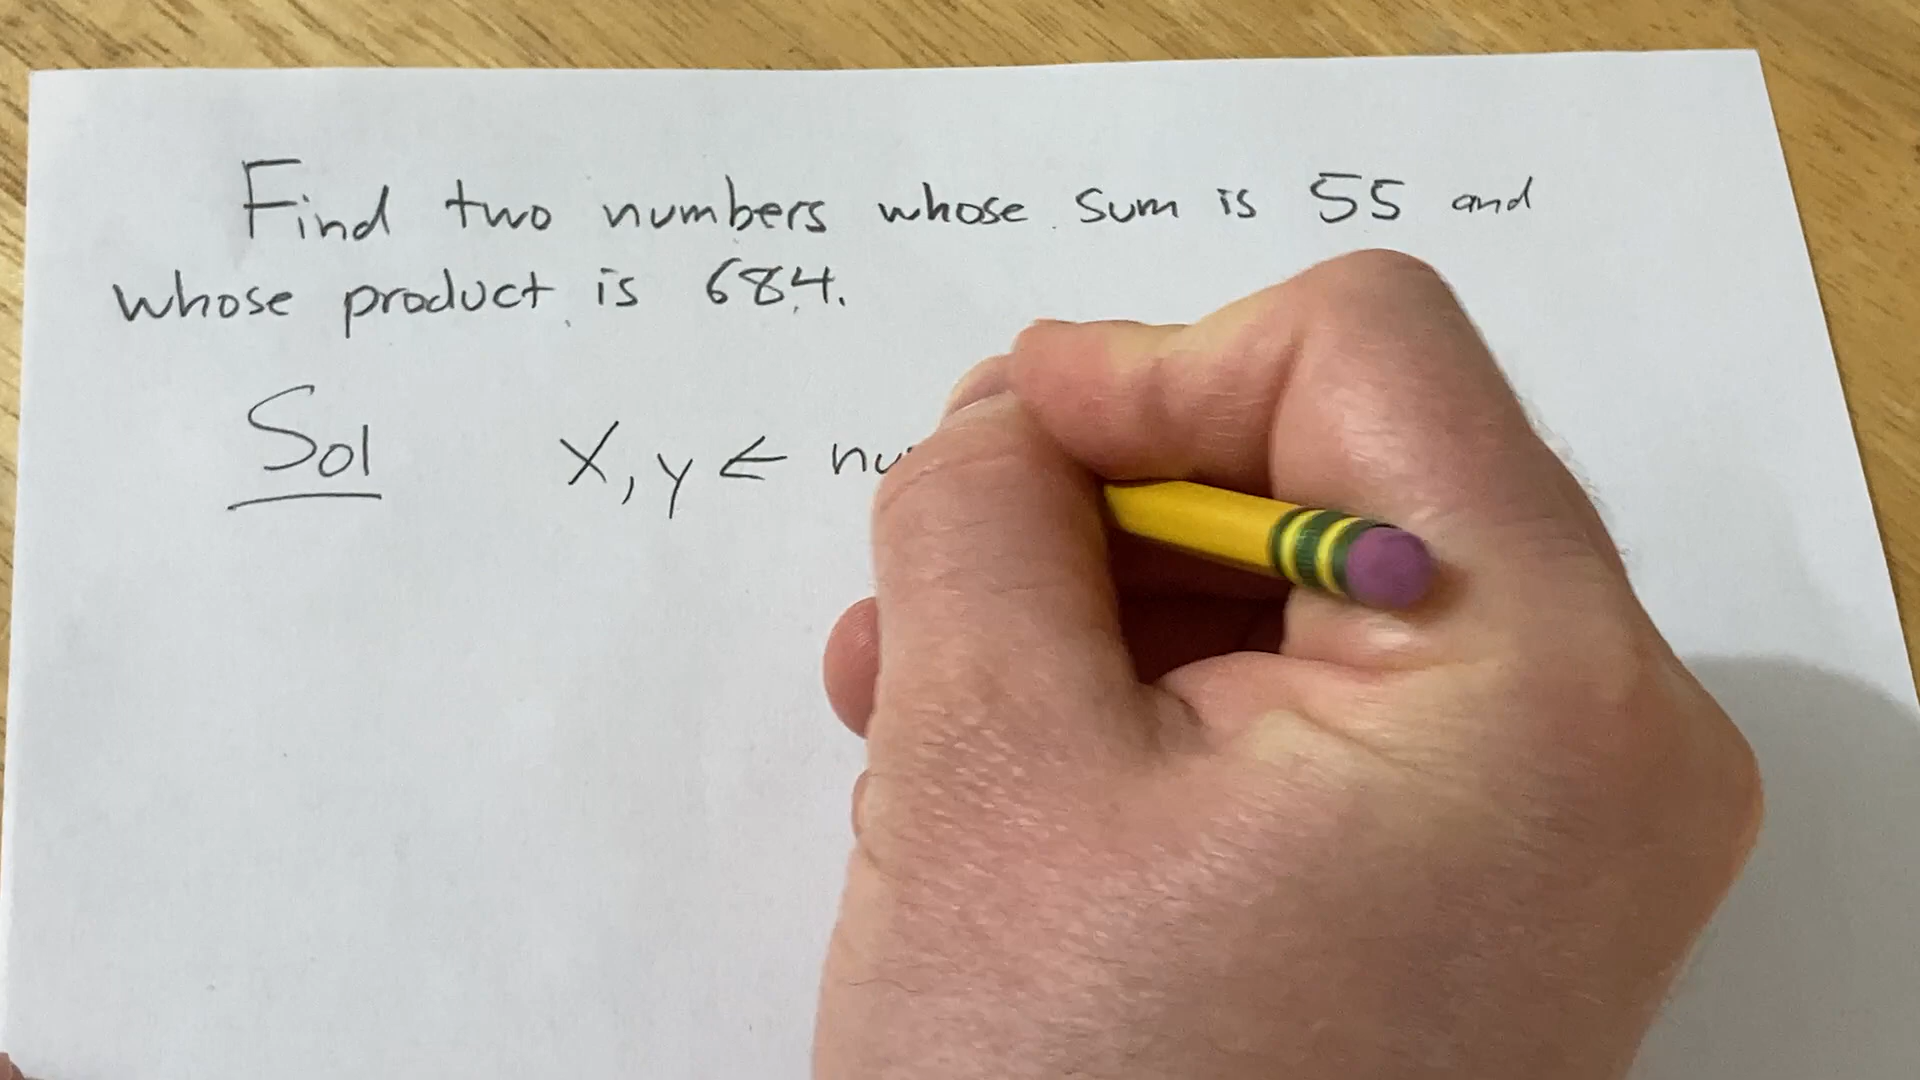 Find two numbers whose sum is 55 and
whose product is 684.
Sol X, y ←